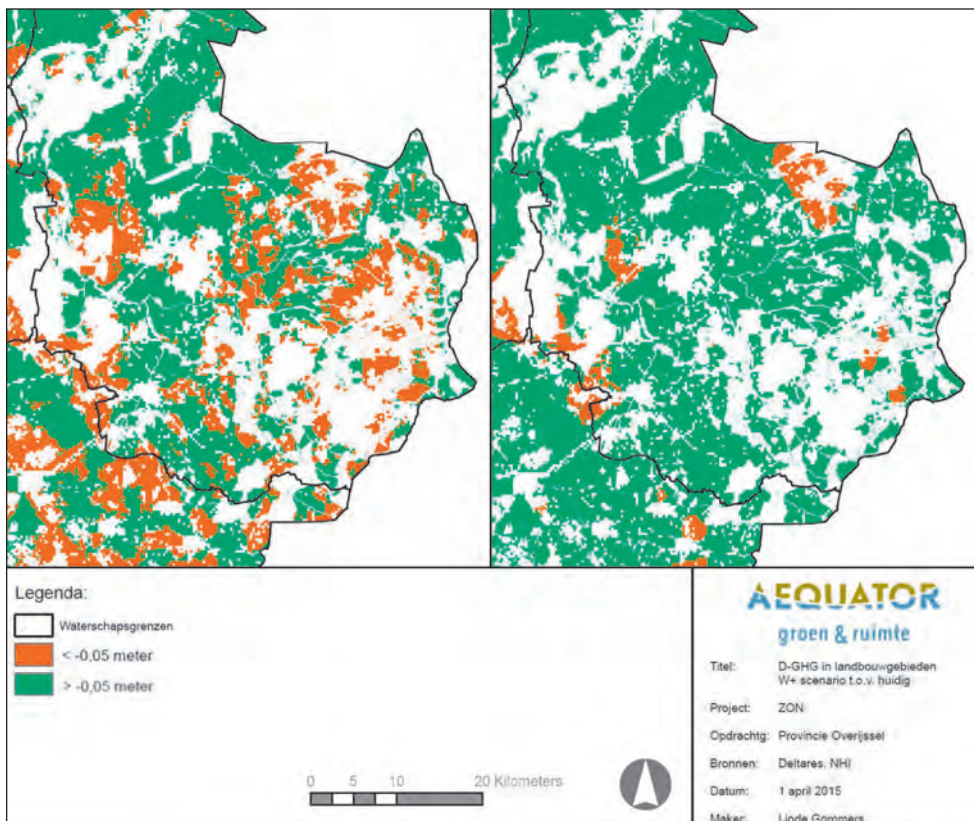 Legenda:
Waterschapsgrenzen
< -0,05 meter
> -0,05 meter
0 5 10 20 Kilometers
AEQUATOR
groen & ruimte
Titel: D-GHG in landbouwgebieden
W+ scenario t.o.v. huidig
Project: ZON
Opdrachtg: Provincie Overijssel
Bronnen: Deltares, NHI
Datum: 1 april 2015
Maker: Linde Gommers